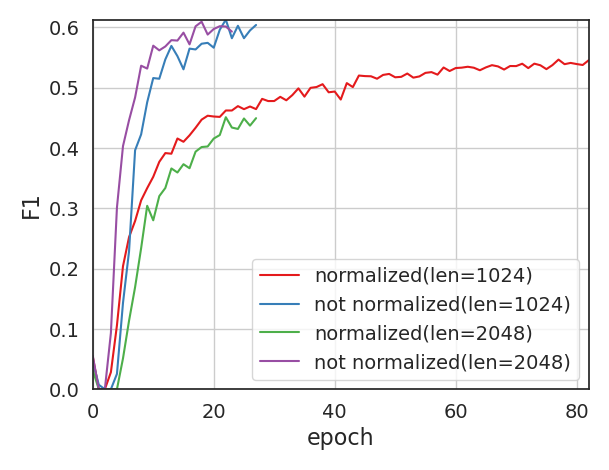 0.6
0.5
0.4
0.3
0.2
0.1
0.0
F1
normalized(len=1024)
not normalized(len=1024)
normalized(len=2048)
not normalized(len=2048)
0 20 40 60 80
epoch